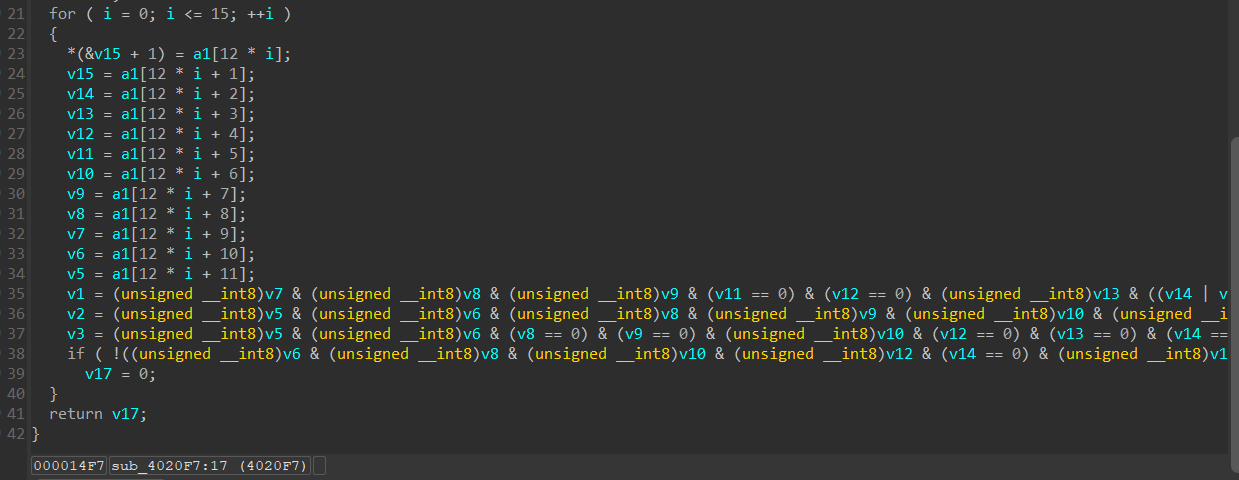 21 for ( i = 0; i <= 15; ++i )
22 {
23 *(&v15 + 1) = a1[12 * i];
24 v15 = a1[12 * i + 1];
25 v14 = a1[12 * i + 2];
26 v13 = a1[12 * i + 3];
27 v12 = a1[12 * i + 4];
28 v11 = a1[12 * i + 5];
29 v10 = a1[12 * i + 6];
30 v9 = a1[12 * i + 7];
31 v8 = a1[12 * i + 8];
32 v7 = a1[12 * i + 9];
33 v6 = a1[12 * i + 10];
34 v5 = a1[12 * i + 11];
35 v1 = (unsigned __int8)v7 & (unsigned __int8)v8 & (unsigned __int8)v9 & (v11 == 0) & (v12 == 0) & (unsigned __int8)v13 & ((v14 | v
36 v2 = (unsigned __int8)v5 & (unsigned __int8)v6 & (unsigned __int8)v8 & (unsigned __int8)v9 & (unsigned __int8)v10 & (unsigned __i
37 v3 = (unsigned __int8)v5 & (unsigned __int8)v6 & (v8 == 0) & (v9 == 0) & (unsigned __int8)v10 & (v12 == 0) & (v13 == 0) & (v14 ==
38 if ( !((unsigned __int8)v6 & (unsigned __int8)v8 & (unsigned __int8)v10 & (unsigned __int8)v12 & (v14 == 0) & (unsigned __int8)v1
39 v17 = 0;
40 }
41 return v17;
42 }
000014F7 sub_4020F7:17 (4020F7)